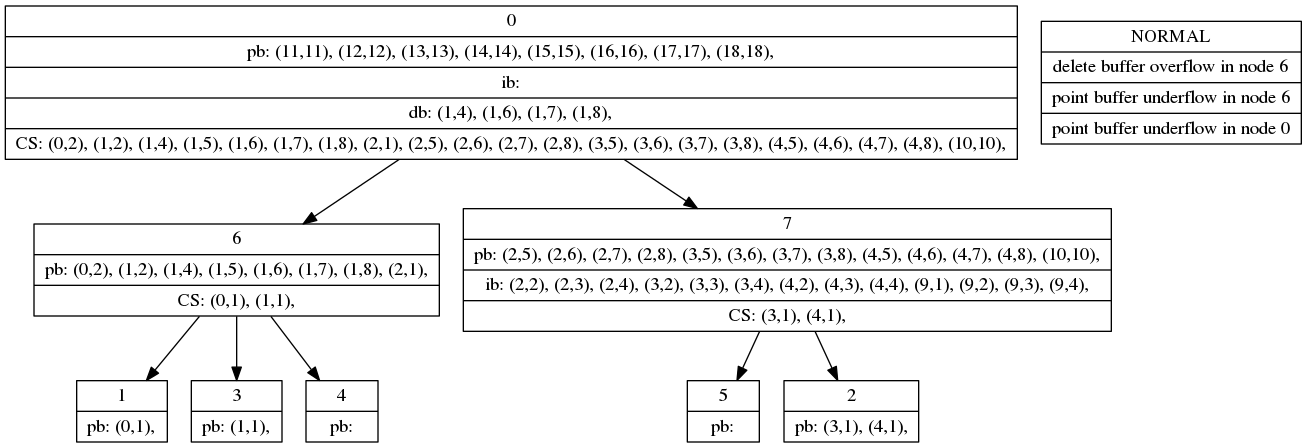 0
pb: (11,11), (12,12), (13,13), (14,14), (15,15), (16,16), (17,17), (18,18),
ib:
db: (1,4), (1,6), (1,7), (1,8),
CS: (0,2), (1,2), (1,4), (1,5), (1,6), (1,7), (1,8), (2,1), (2,5), (2,6), (2,7), (2,8), (3,5), (3,6), (3,7), (3,8), (4,5), (4,6), (4,7), (4,8), (10,10),
NORMAL
delete buffer overflow in node 6
point buffer underflow in node 6
point buffer underflow in node 0
6
pb: (0,2), (1,2), (1,4), (1,5), (1,6), (1,7), (1,8), (2,1),
CS: (0,1), (1,1),
7
pb: (2,5), (2,6), (2,7), (2,8), (3,5), (3,6), (3,7), (3,8), (4,5), (4,6), (4,7), (4,8), (10,10),
ib: (2,2), (2,3), (2,4), (3,2), (3,3), (3,4), (4,2), (4,3), (4,4), (9,1), (9,2), (9,3), (9,4),
CS: (3,1), (4,1),
1
pb: (0,1),
3
pb: (1,1),
4
pb:
5
pb:
2
pb: (3,1), (4,1),